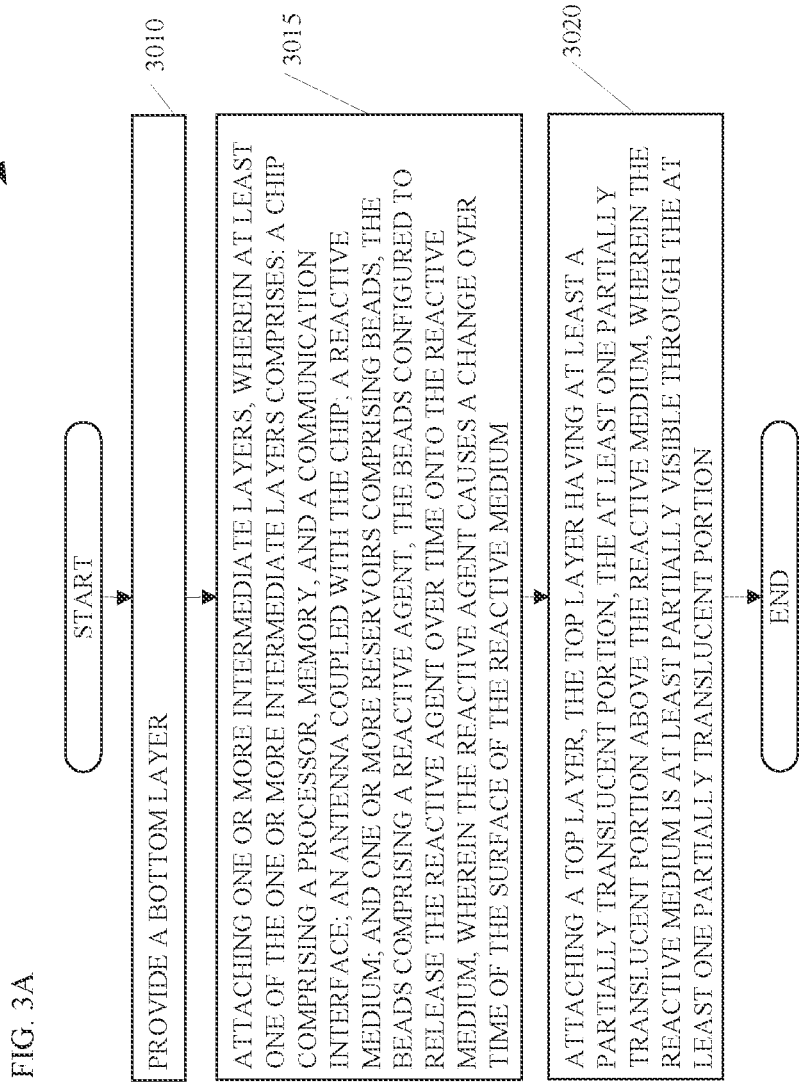 FIG. 3A
START
3010
PROVIDE A BOTTOM LAYER
3015
ATTACHING ONE OR MORE INTERMEDIATE LAYERS, WHEREIN AT LEAST
ONE OF THE ONE OR MORE INTERMEDIATE LAYERS COMPRISES: A CHIP
COMPRISING A PROCESSOR, MEMORY, AND A COMMUNICATION
INTERFACE; AN ANTENNA COUPLED WITH THE CHIP; A REACTIVE
MEDIUM; AND ONE OR MORE RESERVOIRS COMPRISING BEADS, THE
BEADS COMPRISING A REACTIVE AGENT, THE BEADS CONFIGURED TO
RELEASE THE REACTIVE AGENT OVER TIME ONTO THE REACTIVE
MEDIUM, WHEREIN THE REACTIVE AGENT CAUSES A CHANGE OVER
TIME OF THE SURFACE OF THE REACTIVE MEDIUM
3020
ATTACHING A TOP LAYER, THE TOP LAYER HAVING AT LEAST A
PARTIALLY TRANSLUCENT PORTION, THE AT LEAST ONE PARTIALLY
TRANSLUCENT PORTION ABOVE THE REACTIVE MEDIUM, WHEREIN THE
REACTIVE MEDIUM IS AT LEAST PARTIALLY VISIBLE THROUGH THE AT
LEAST ONE PARTIALLY TRANSLUCENT PORTION
END